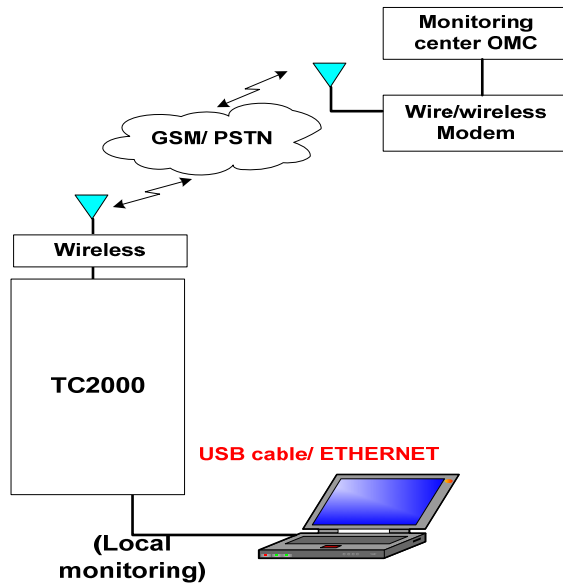 Monitoring
center OMC
Wire/wireless
Modem
GSM/ PSTN
Wireless
TC2000
USB cable/ ETHERNET
(Local
monitoring)